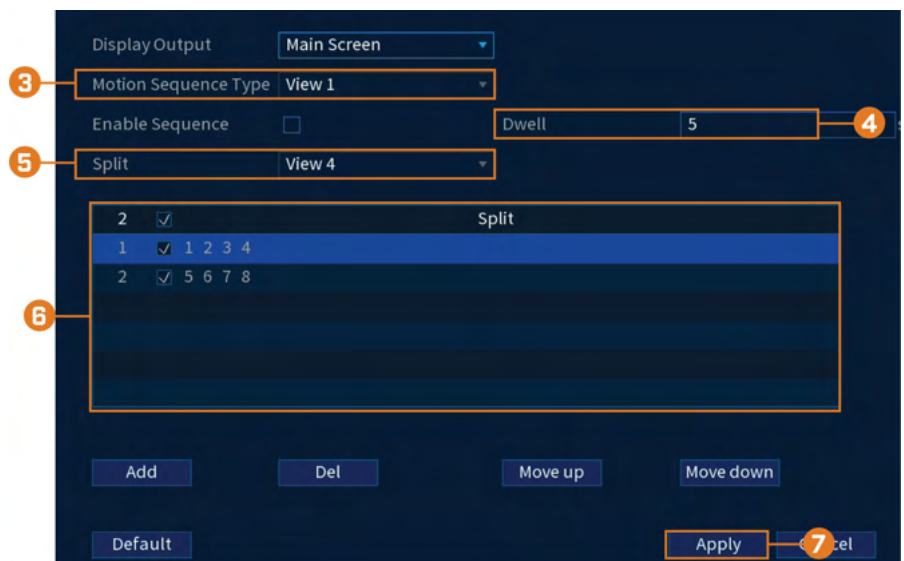 Display Output Main Screen
3 Motion Sequence Type View 1
Enable Sequence Dwell 5 4
5 Split View 4
2 Split
1 1 2 3 4
2 5 6 7 8
6
Add Del Move up Move down
Default Apply 7